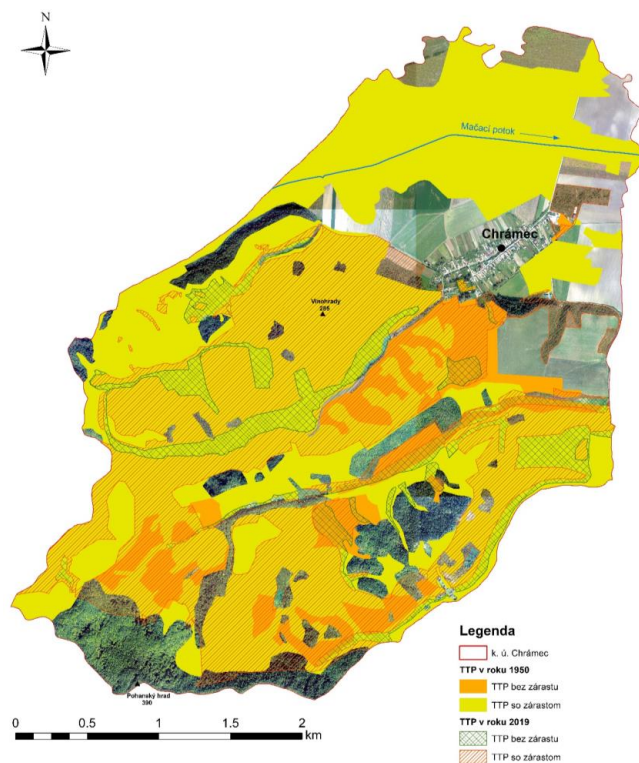 N
Mačací potok
Chrámec
Vinohrady
295
Pohanský hrad
390
0 0.5 1 1.5 2
km
Legenda
k. ú. Chrámec
TTP v roku 1950
TTP bez zárastu
TTP so zárastom
TTP v roku 2019
TTP bez zárastu
TTP so zárastom